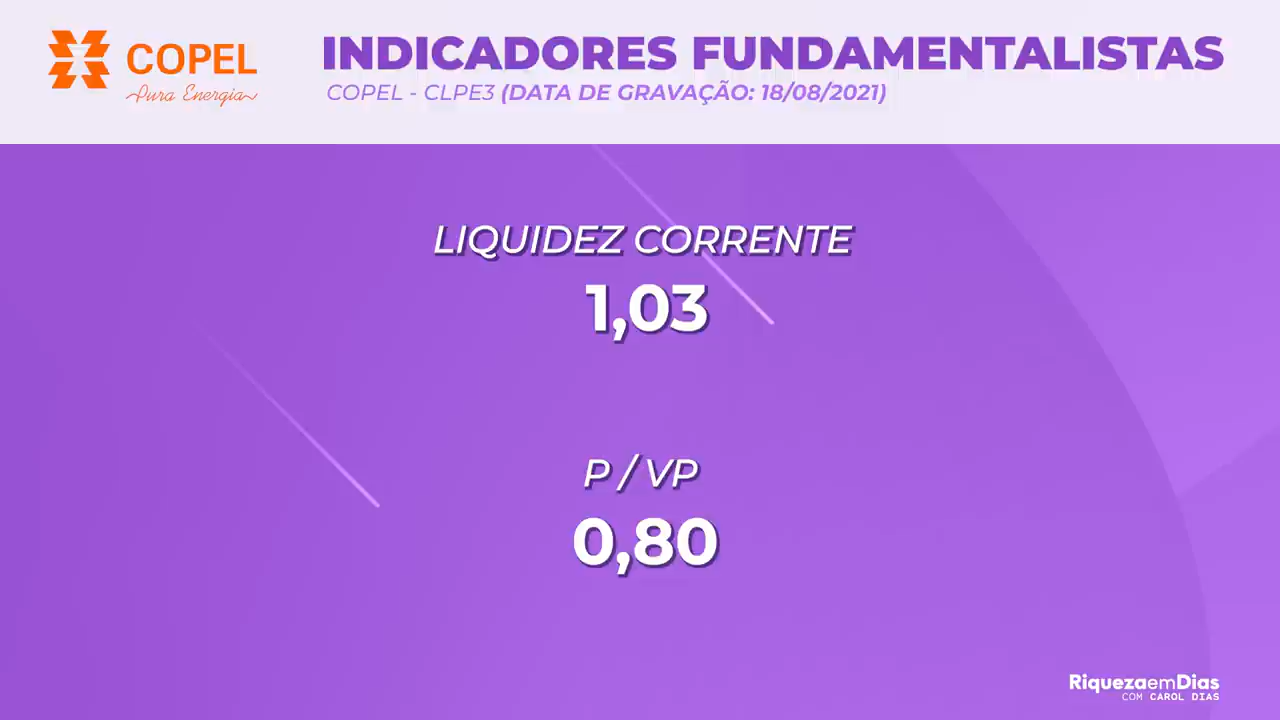 COPEL
Pura Energia
INDICADORES FUNDAMENTALISTAS
COPEL - CLPE3 (DATA DE GRAVAÇÃO: 18/08/2021)
LIQUIDEZ CORRENTE
1,03
P / VP
0,80
RiquezaemDias
COM CAROL DIAS